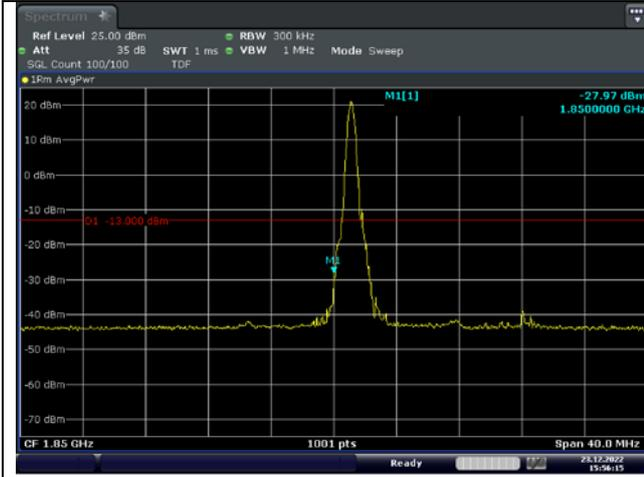 Spectrum
Ref Level 25.00 dBm RBW 300 kHz
Att 35 dB SWT 1 ms VBW 1 MHz Mode Sweep
SGL Count 100/100 TDF
1Rm AvgPwr
M1[1] -27.97 dBm
1.8500000 GHz
20 dBm
10 dBm
0 dBm
-10 dBm
D1 -13.000 dBm
-20 dBm
M1
-30 dBm
-40 dBm
-50 dBm
-60 dBm
-70 dBm
CF 1.85 GHz 1001 pts Span 40.0 MHz
Ready 23.12.2022
15:56:15